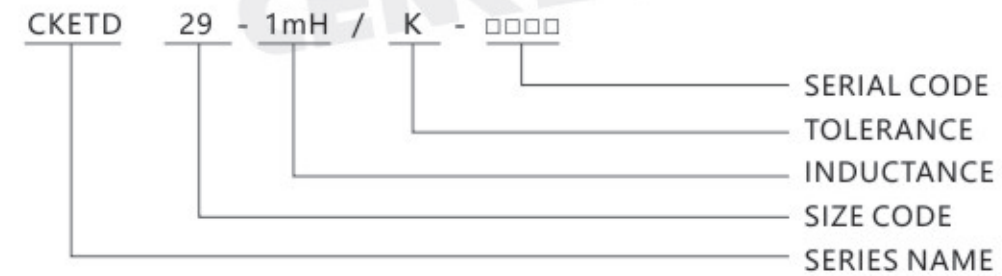 CKETD 29 - 1mH / K - □□□□
SERIAL CODE
TOLERANCE
INDUCTANCE
SIZE CODE
SERIES NAME